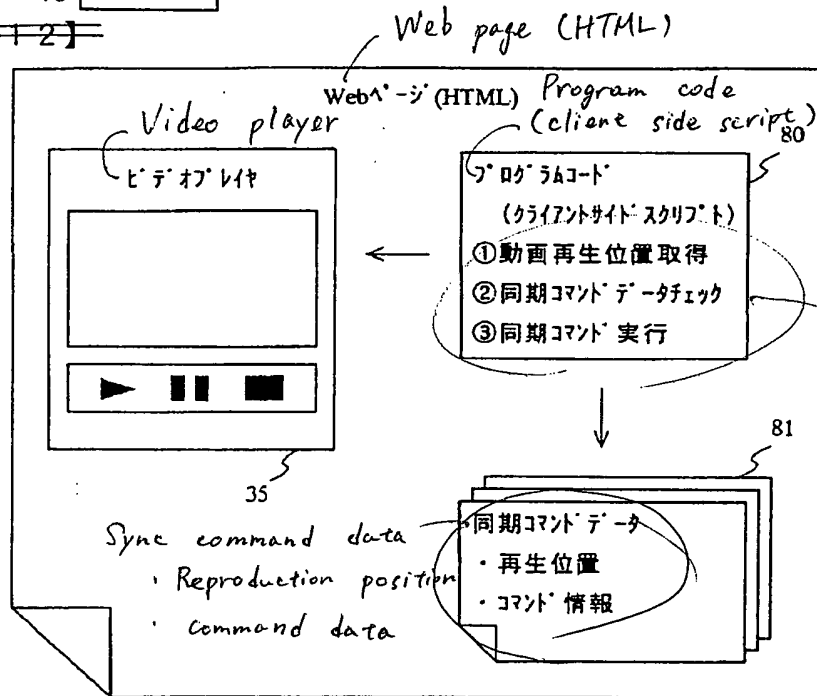 12】
Web page (HTML)
Webページ(HTML)
Program code
(client side script)
80
Video player
ビデオプレイヤ
プログラムコード
(クライアントサイドスクリプト)
①動画再生位置取得
②同期コマンドデータチェック
③同期コマンド実行
35
81
Sync command data
・Reproduction position
・command data
同期コマンドデータ
・再生位置
・コマンド情報